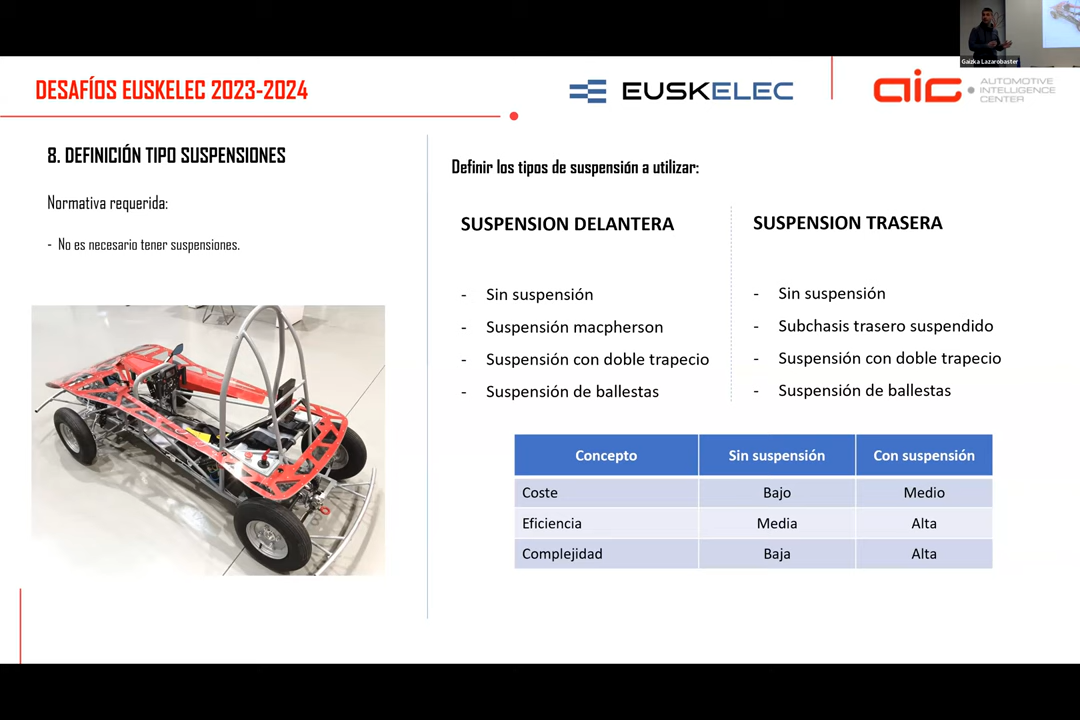 Gaizka Lazarobaster
DESAFÍOS EUSKELEC 2023-2024
EUSKELEC
aic
AUTOMOTIVE
INTELLIGENCE
CENTER
8. DEFINICIÓN TIPO SUSPENSIONES
Normativa requerida:
- No es necesario tener suspensiones.
Definir los tipos de suspensión a utilizar:
SUSPENSION DELANTERA
- Sin suspensión
- Suspensión macpherson
- Suspensión con doble trapecio
- Suspensión de ballestas
SUSPENSION TRASERA
- Sin suspensión
- Subchasis trasero suspendido
- Suspensión con doble trapecio
- Suspensión de ballestas
Concepto Sin suspensión Con suspensión
Coste Bajo Medio
Eficiencia Media Alta
Complejidad Baja Alta